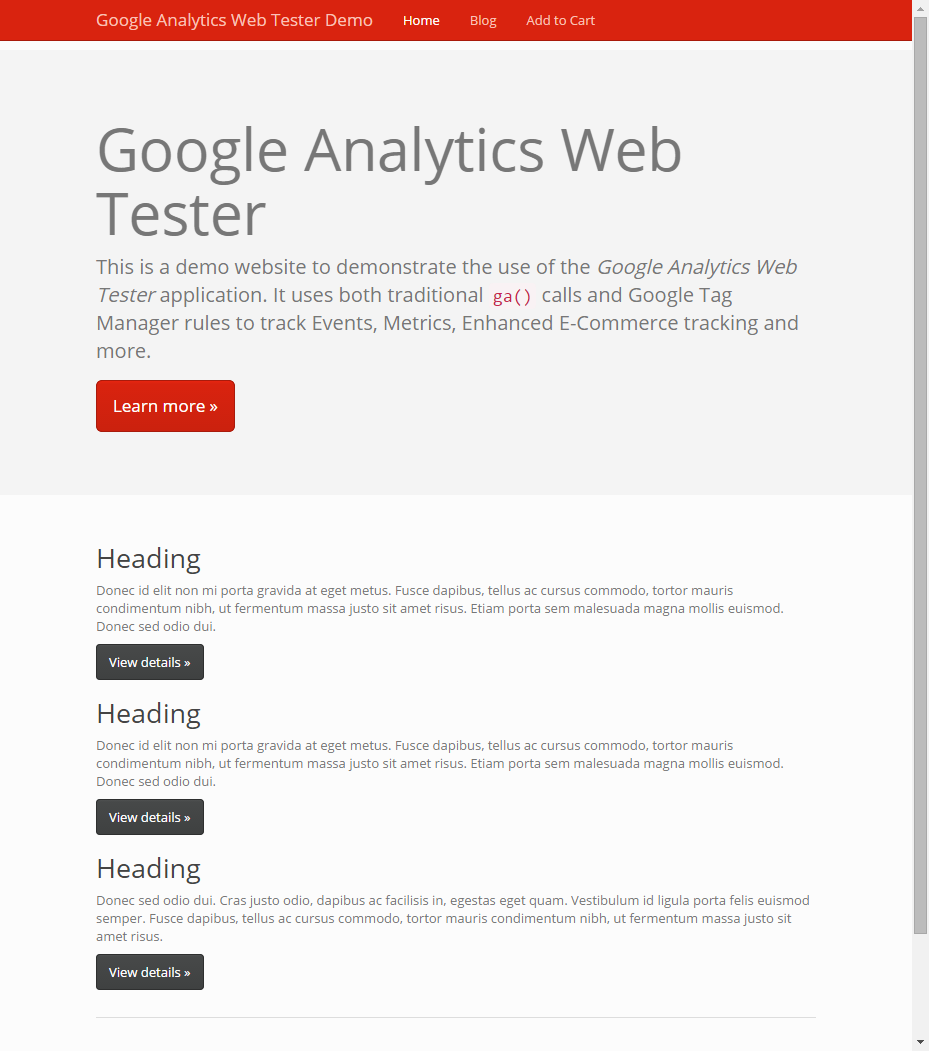 Google Analytics Web Tester Demo Home Blog Add to Cart
Google Analytics Web
Tester
This is a demo website to demonstrate the use of the Google Analytics Web
Tester application. It uses both traditional ga() calls and Google Tag
Manager rules to track Events, Metrics, Enhanced E-Commerce tracking and
more.
Learn more »
Heading
Donec id elit non mi porta gravida at eget metus. Fusce dapibus, tellus ac cursus commodo, tortor mauris
condimentum nibh, ut fermentum massa justo sit amet risus. Etiam porta sem malesuada magna mollis euismod.
Donec sed odio dui.
View details »
Heading
Donec id elit non mi porta gravida at eget metus. Fusce dapibus, tellus ac cursus commodo, tortor mauris
condimentum nibh, ut fermentum massa justo sit amet risus. Etiam porta sem malesuada magna mollis euismod.
Donec sed odio dui.
View details »
Heading
Donec sed odio dui. Cras justo odio, dapibus ac facilisis in, egestas eget quam. Vestibulum id ligula porta felis euismod
semper. Fusce dapibus, tellus ac cursus commodo, tortor mauris condimentum nibh, ut fermentum massa justo sit
amet risus.
View details »